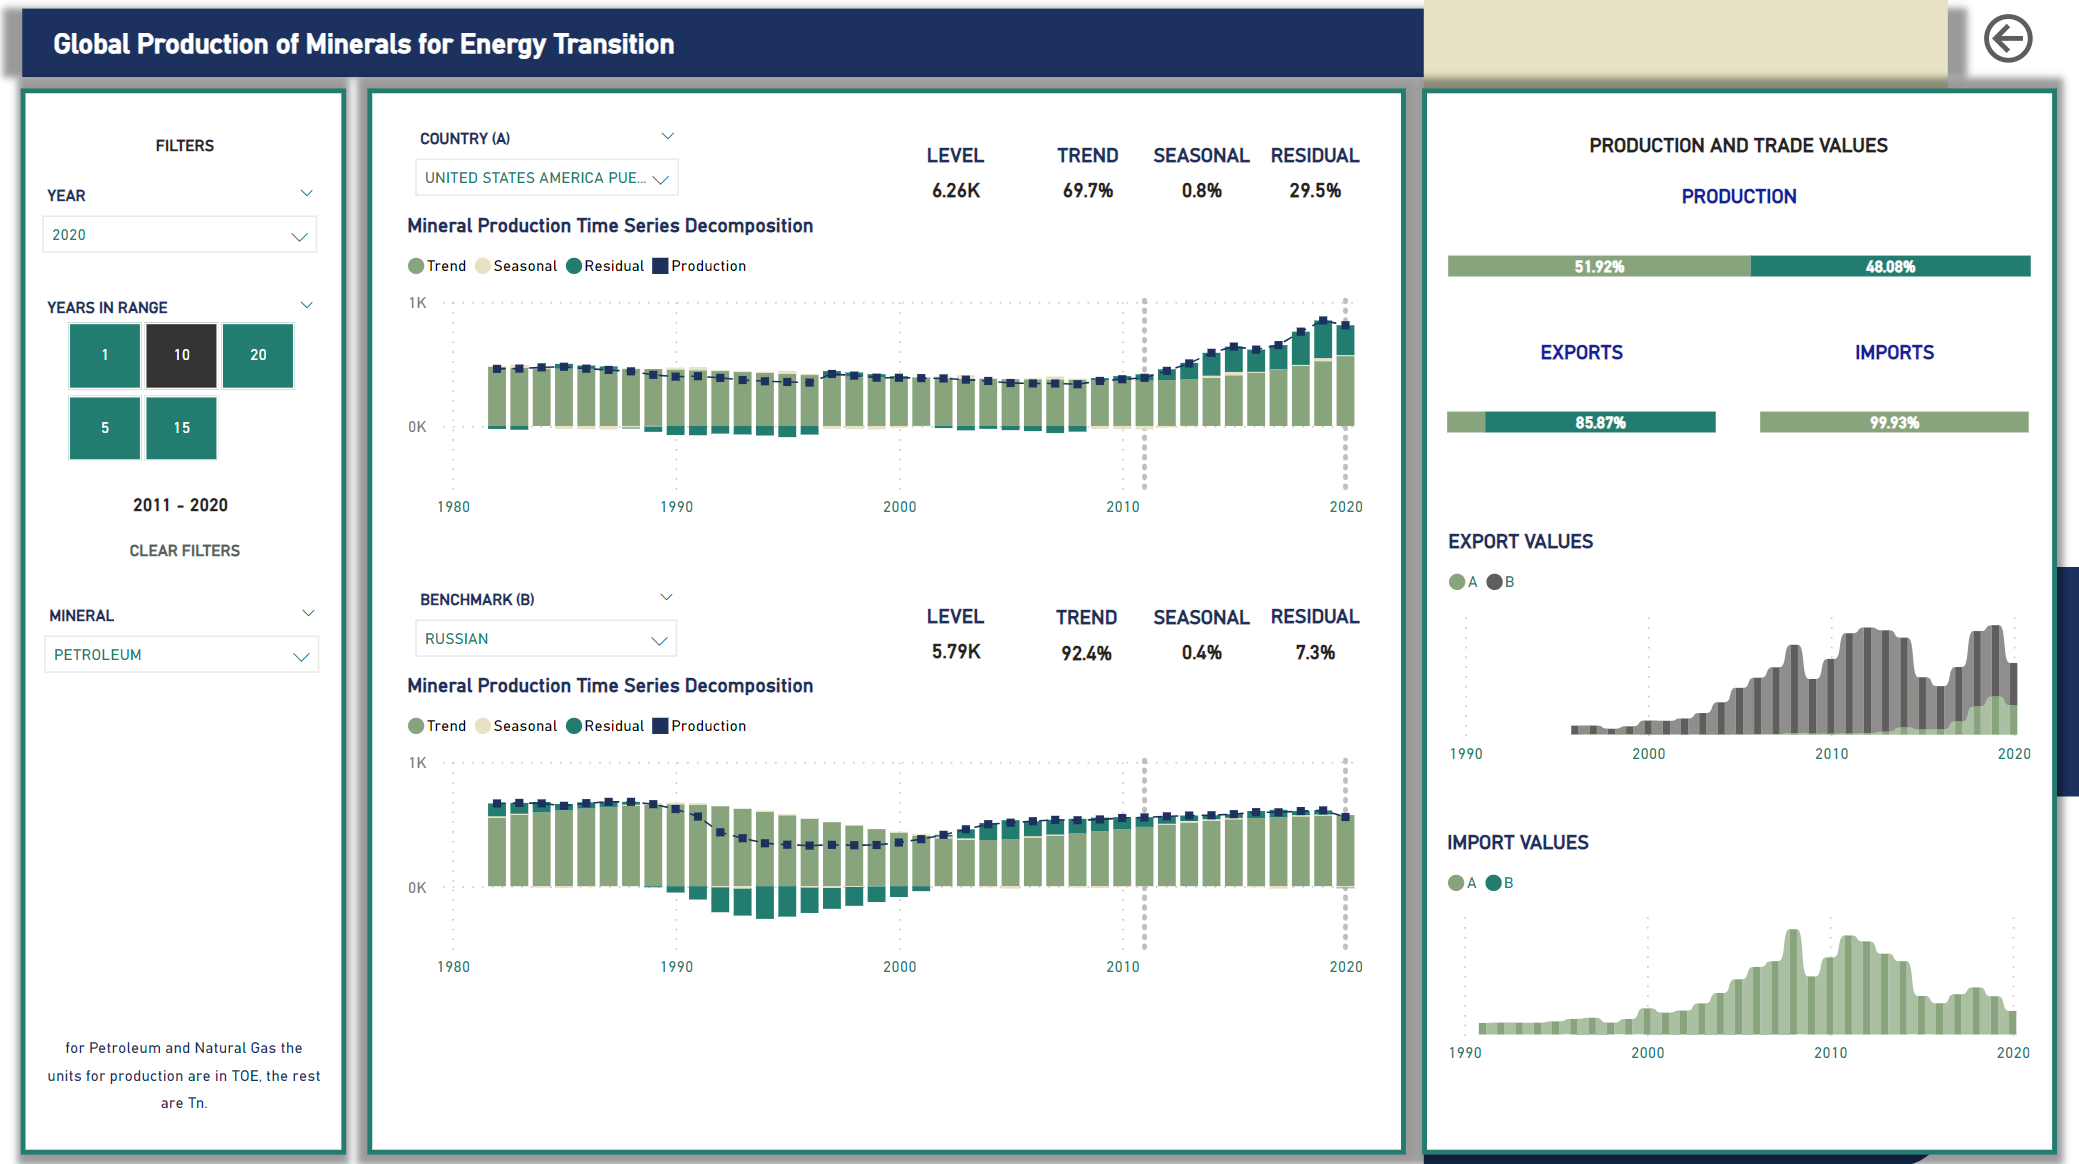 Global Production of Minerals for Energy Transition
FILTERS
YEAR
2020
YEARS IN RANGE
1 10 20
5 15
2011 - 2020
CLEAR FILTERS
MINERAL
PETROLEUM
for Petroleum and Natural Gas the
units for production are in TOE, the rest
are Tn.
COUNTRY (A)
UNITED STATES AMERICA PUE...
LEVEL TREND SEASONAL RESIDUAL
6.26K 69.7% 0.8% 29.5%
Mineral Production Time Series Decomposition
Trend Seasonal Residual Production
1K
0K
1980 1990 2000 2010 2020
BENCHMARK (B)
RUSSIAN
LEVEL TREND SEASONAL RESIDUAL
5.79K 92.4% 0.4% 7.3%
Mineral Production Time Series Decomposition
Trend Seasonal Residual Production
1K
0K
1980 1990 2000 2010 2020
PRODUCTION AND TRADE VALUES
PRODUCTION
51.92% 48.08%
EXPORTS IMPORTS
85.87% 99.93%
EXPORT VALUES
A B
1990 2000 2010 2020
IMPORT VALUES
A B
1990 2000 2010 2020